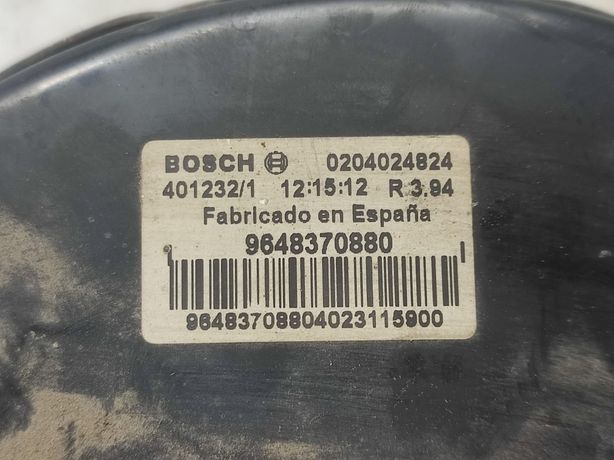 BOSCH 0204024824
401232/1 12:15:12 R 3.94
Fabricado en España
9648370880
96483708804023115900